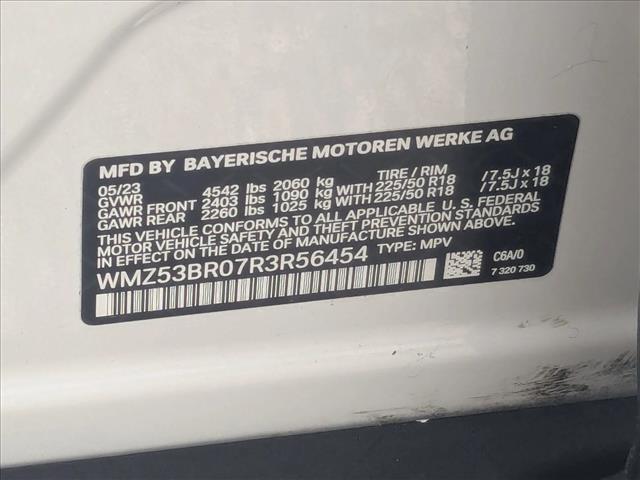 MFD BY BAYERISCHE MOTOREN WERKE AG
05/23 TIRE / RIM
GVWR 4542 lbs 2060 kg
GAWR FRONT 2403 lbs 1090 kg WITH 225/50 R18 /7.5J x 18
GAWR REAR 2260 lbs 1025 kg WITH 225/50 R18 /7.5J x 18
THIS VEHICLE CONFORMS TO ALL APPLICABLE U.S. FEDERAL
MOTOR VEHICLE SAFETY AND THEFT PREVENTION STANDARDS
IN EFFECT ON THE DATE OF MANUFACTURE SHOWN ABOVE.
WMZ53BR07R3R56454 TYPE: MPV
C6A/0
7 320 730